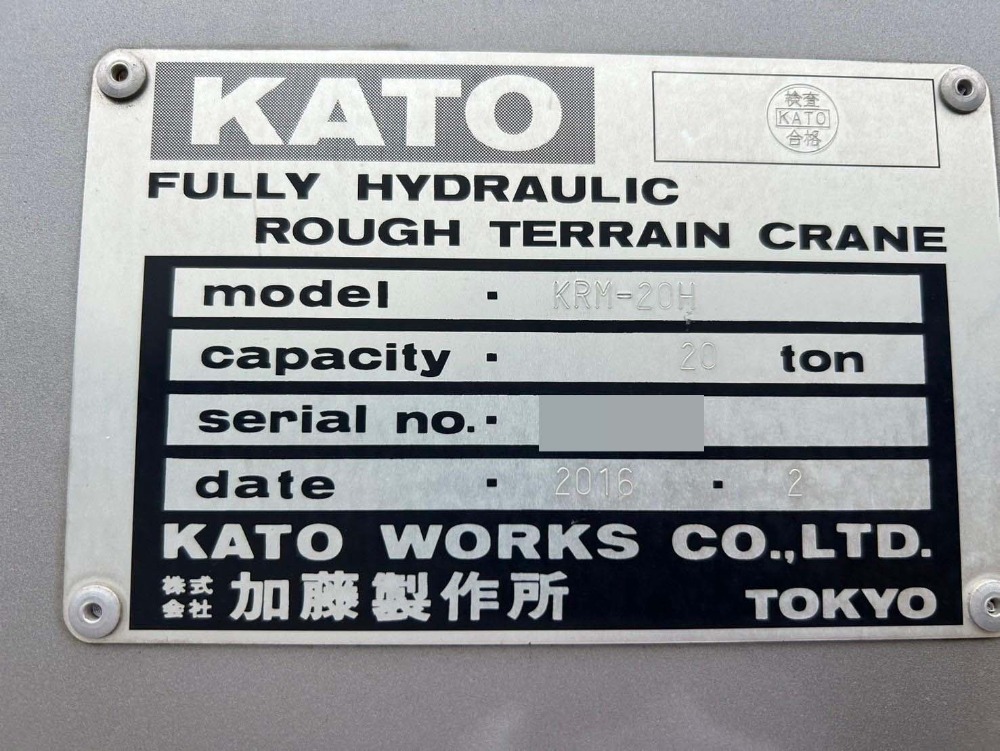 KATO
検査
KATO
合格
FULLY HYDRAULIC
ROUGH TERRAIN CRANE
model · KRM-20H
capacity · 20 ton
serial no. ·
date · 2016 · 2
KATO WORKS CO.,LTD.
株式会社 加藤製作所 TOKYO